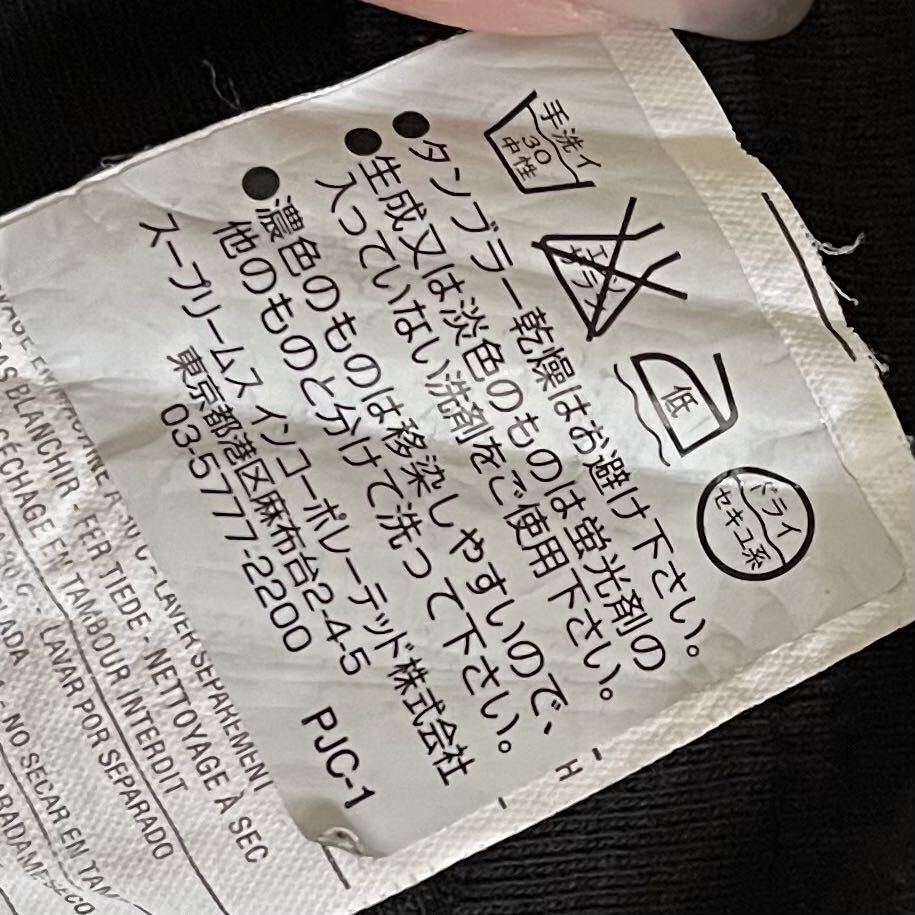 手洗イ
30
中性
エンソ
サラシ
低
ドライ
セキユ系
●タンブラー乾燥はお避け下さい。
●生成又は淡色のものは蛍光剤の
入っていない洗剤をご使用下さい。
●濃色のものは移染しやすいので、
他のものと分けて洗って下さい。
スープリームス インコーポレーテッド株式会社
東京都港区麻布台2-4-5
03-5777-2200
PJC-1
H
LAVER SEPAREMENT
PAS BLANCHIR - FER TIEDE - NETTOYAGE À SEC
SÉCHAGE EN TAMBOUR INTERDIT
LAVAR POR SEPARADO
- NO SECAR EN